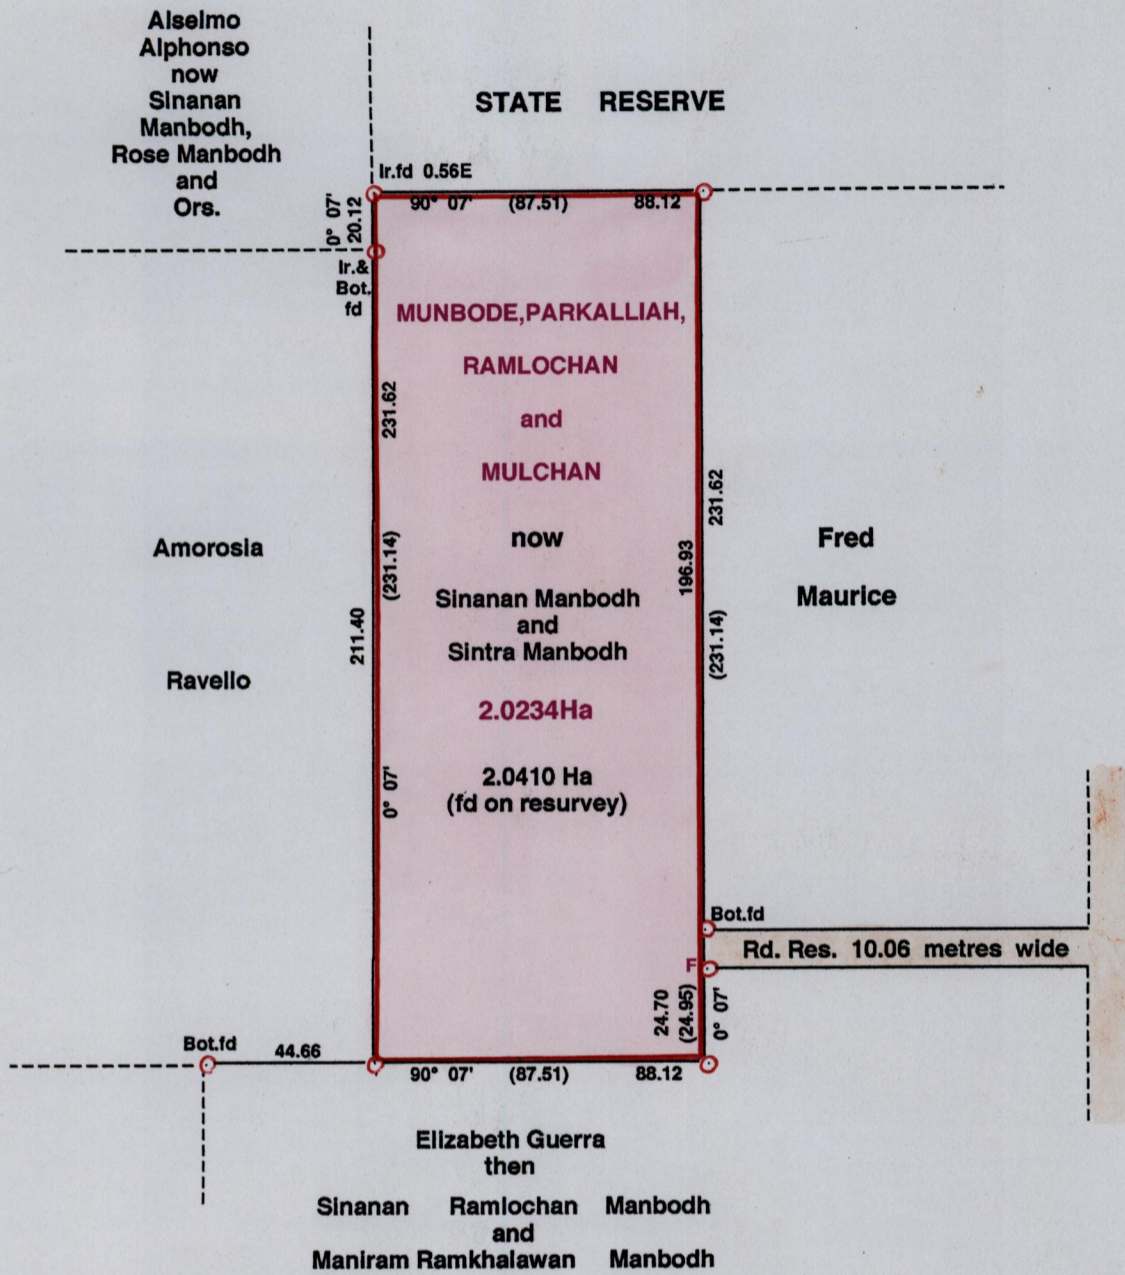 Alselmo
Alphonso
now
Sinanan
Manbodh,
Rose Manbodh
and
Ors.
STATE RESERVE
Ir.fd 0.56E
90° 07' (87.51) 88.12
0° 07'
20.12
Ir.&
Bot.
fd
MUNBODE,PARKALLIAH,
RAMLOCHAN
and
MULCHAN
now
Sinanan Manbodh
and
Sintra Manbodh
2.0234Ha
2.0410 Ha
(fd on resurvey)
231.62
(231.14)
211.40
0° 07'
231.62
196.93
(231.14)
Amorosia
Ravello
Fred
Maurice
Bot.fd
Rd. Res. 10.06 metres wide
F
24.70
(24.95)
0° 07'
Bot.fd
44.66
90° 07' (87.51) 88.12
Elizabeth Guerra
then
Sinanan Ramlochan Manbodh
and
Maniram Ramkhalawan Manbodh